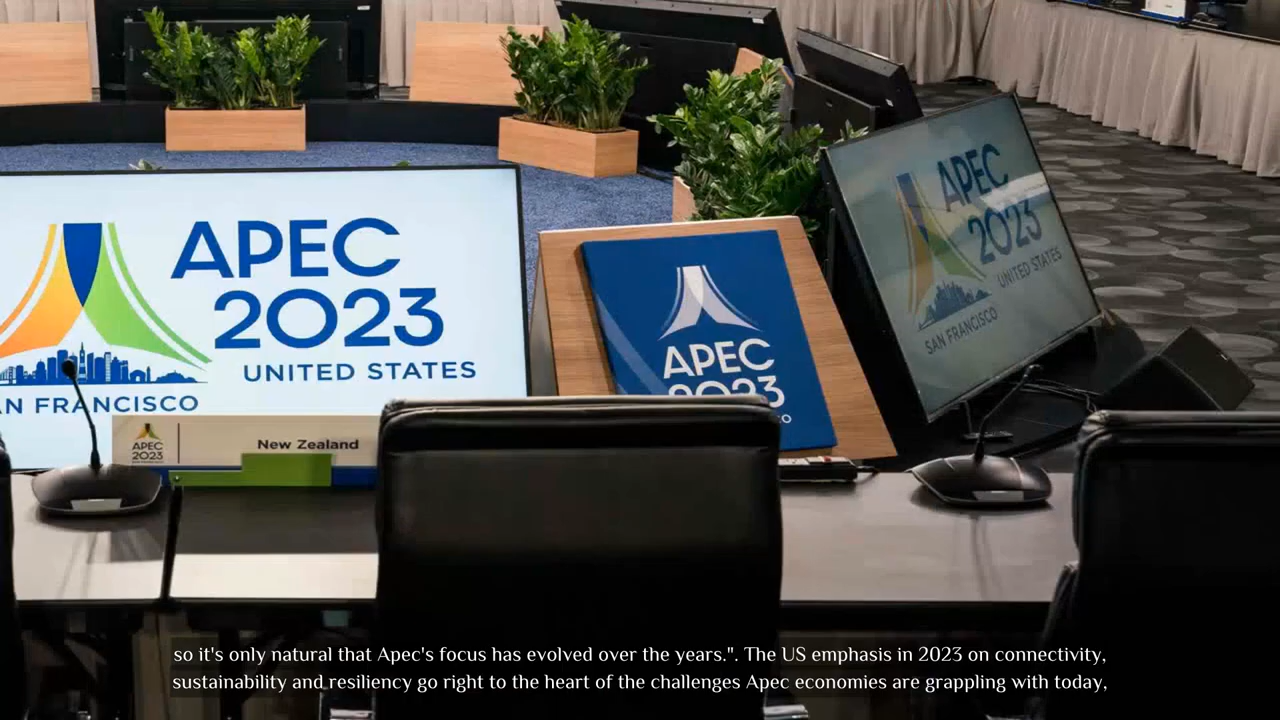 APEC
2023
UNITED STATES
AN FRANCISCO
APEC
2023
New Zealand
APEC
2023
APEC
2023
UNITED STATES
SAN FRANCISCO
so it's only natural that Apec's focus has evolved over the years.". The US emphasis in 2023 on connectivity,
sustainability and resiliency go right to the heart of the challenges Apec economies are grappling with today,